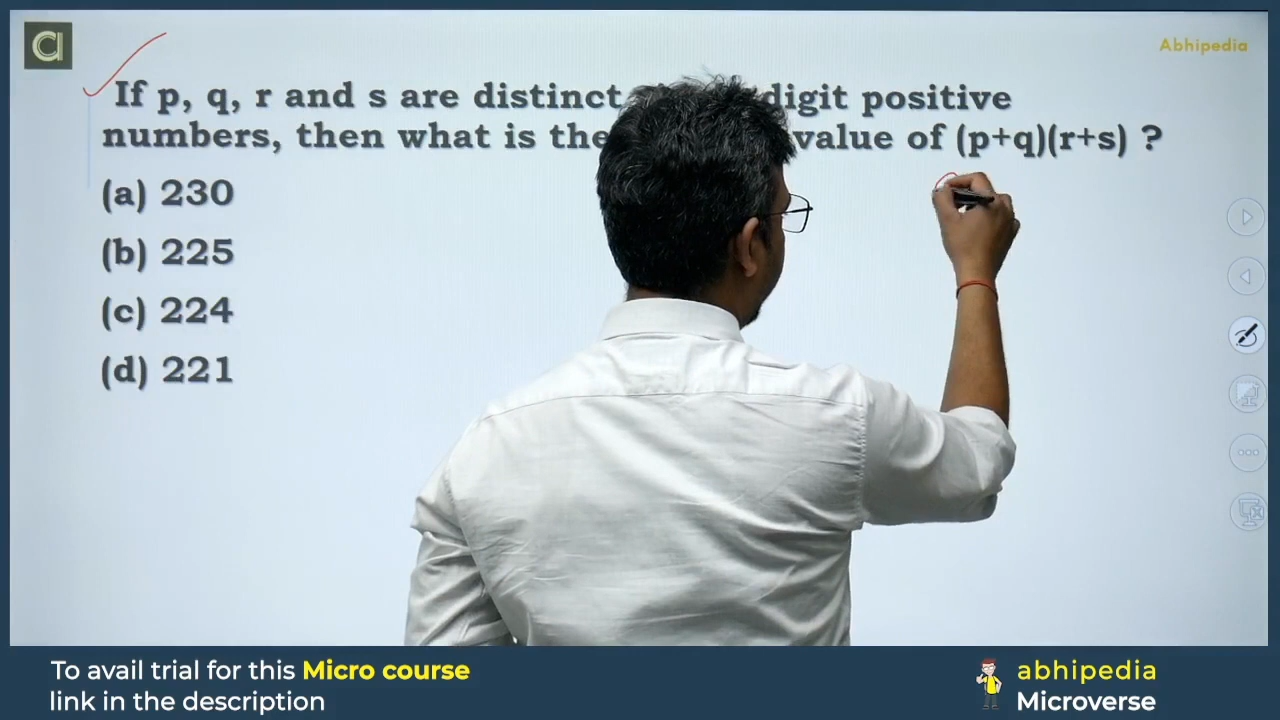 Abhipedia
If p, q, r and s are distinct digit positive
numbers, then what is the value of (p+q)(r+s) ?
(a) 230
(b) 225
(c) 224
(d) 221
To avail trial for this Micro course
link in the description
abhipedia
Microverse